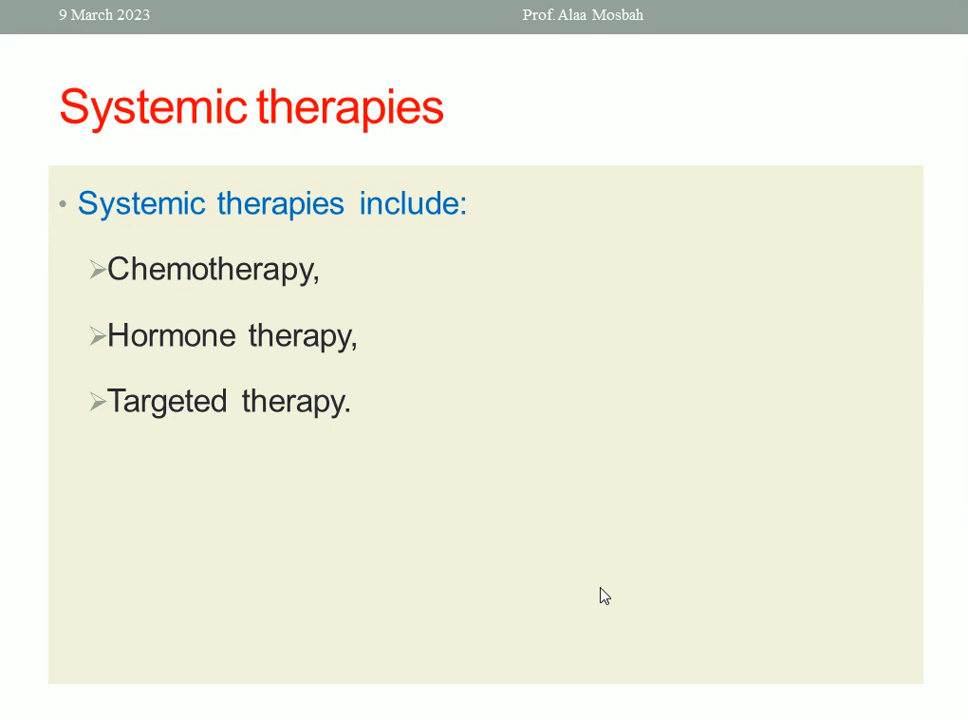 9 March 2023 Prof. Alaa Mosbah
Systemic therapies
• Systemic therapies include:
➢Chemotherapy,
➢Hormone therapy,
➢Targeted therapy.